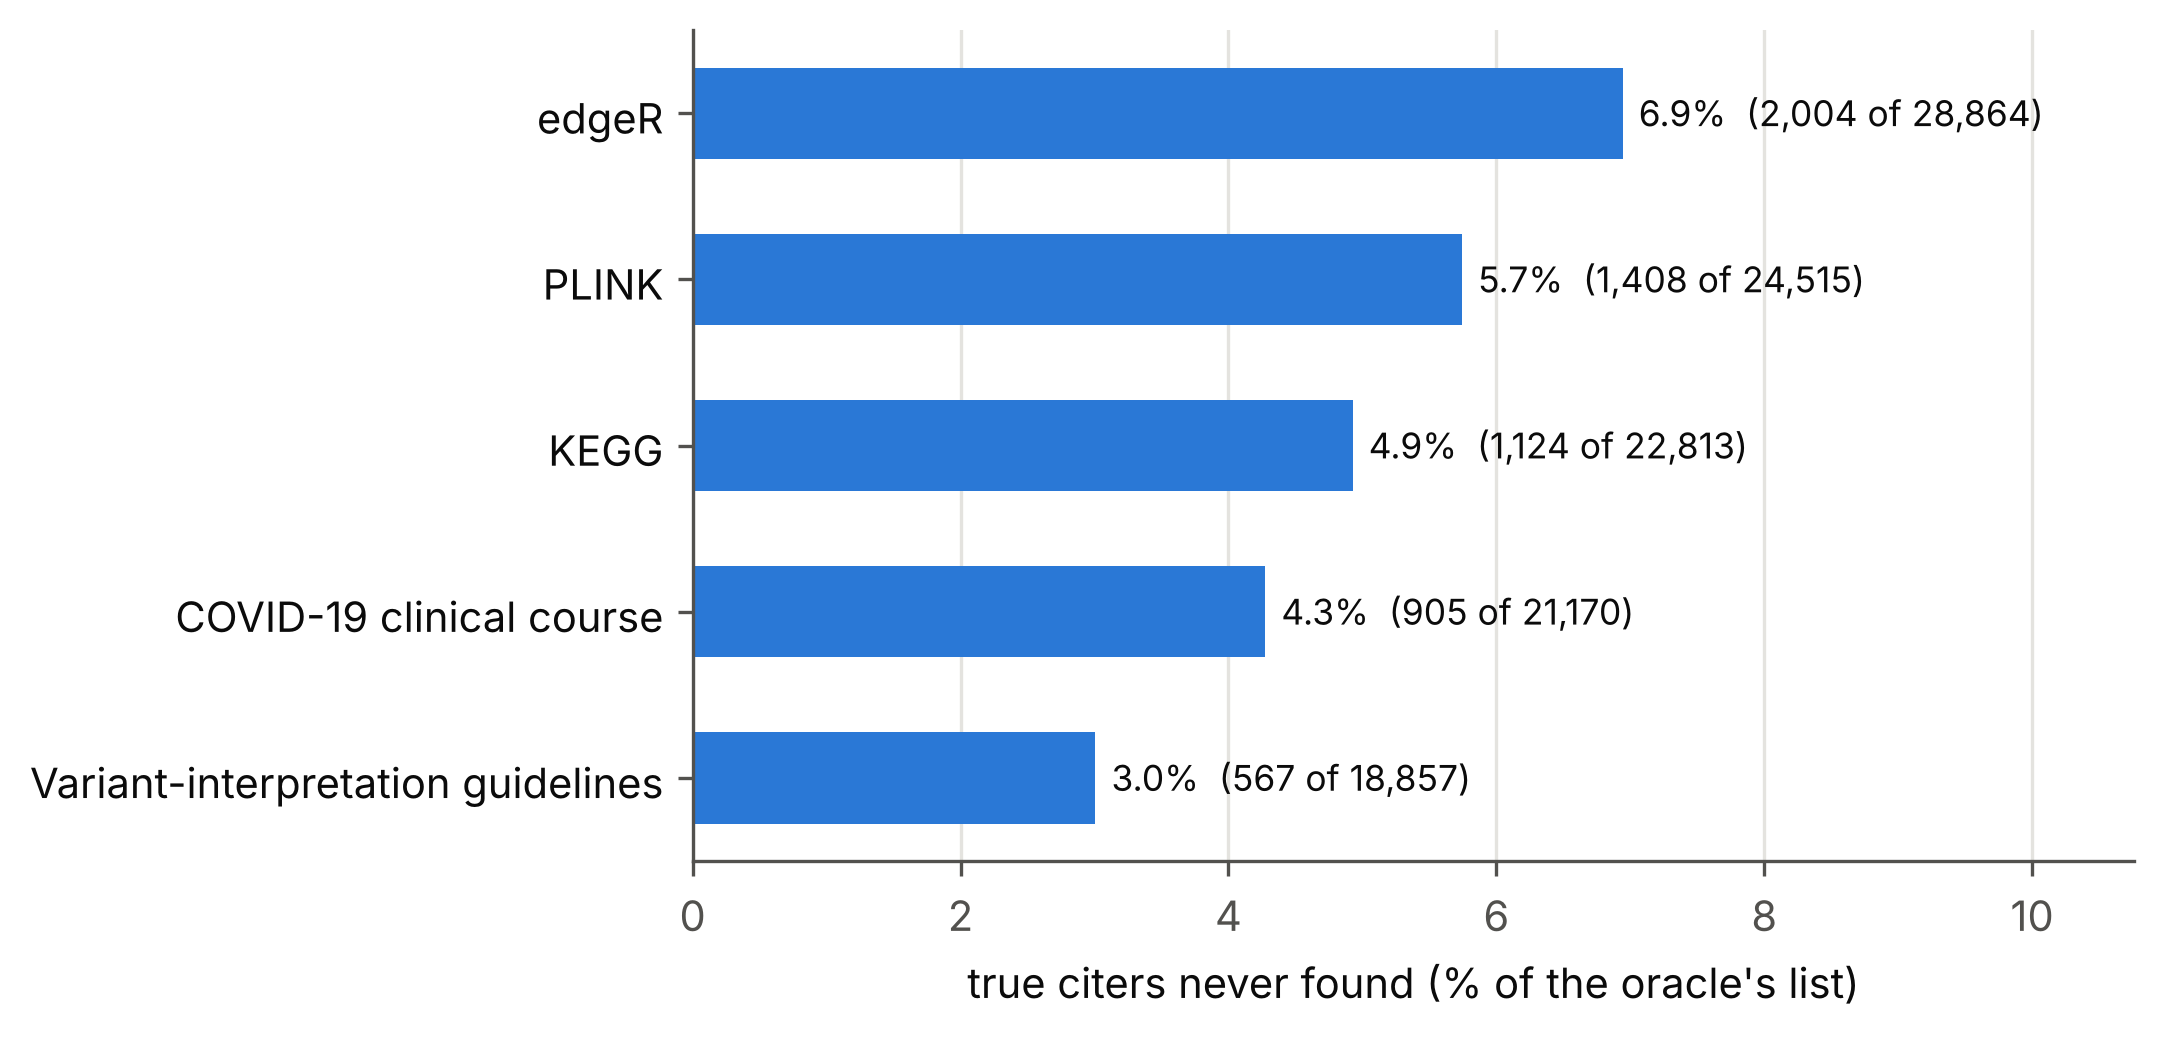 edgeR 6.9% (2,004 of 28,864)
PLINK 5.7% (1,408 of 24,515)
KEGG 4.9% (1,124 of 22,813)
COVID-19 clinical course 4.3% (905 of 21,170)
Variant-interpretation guidelines 3.0% (567 of 18,857)
0 2 4 6 8 10
true citers never found (% of the oracle's list)